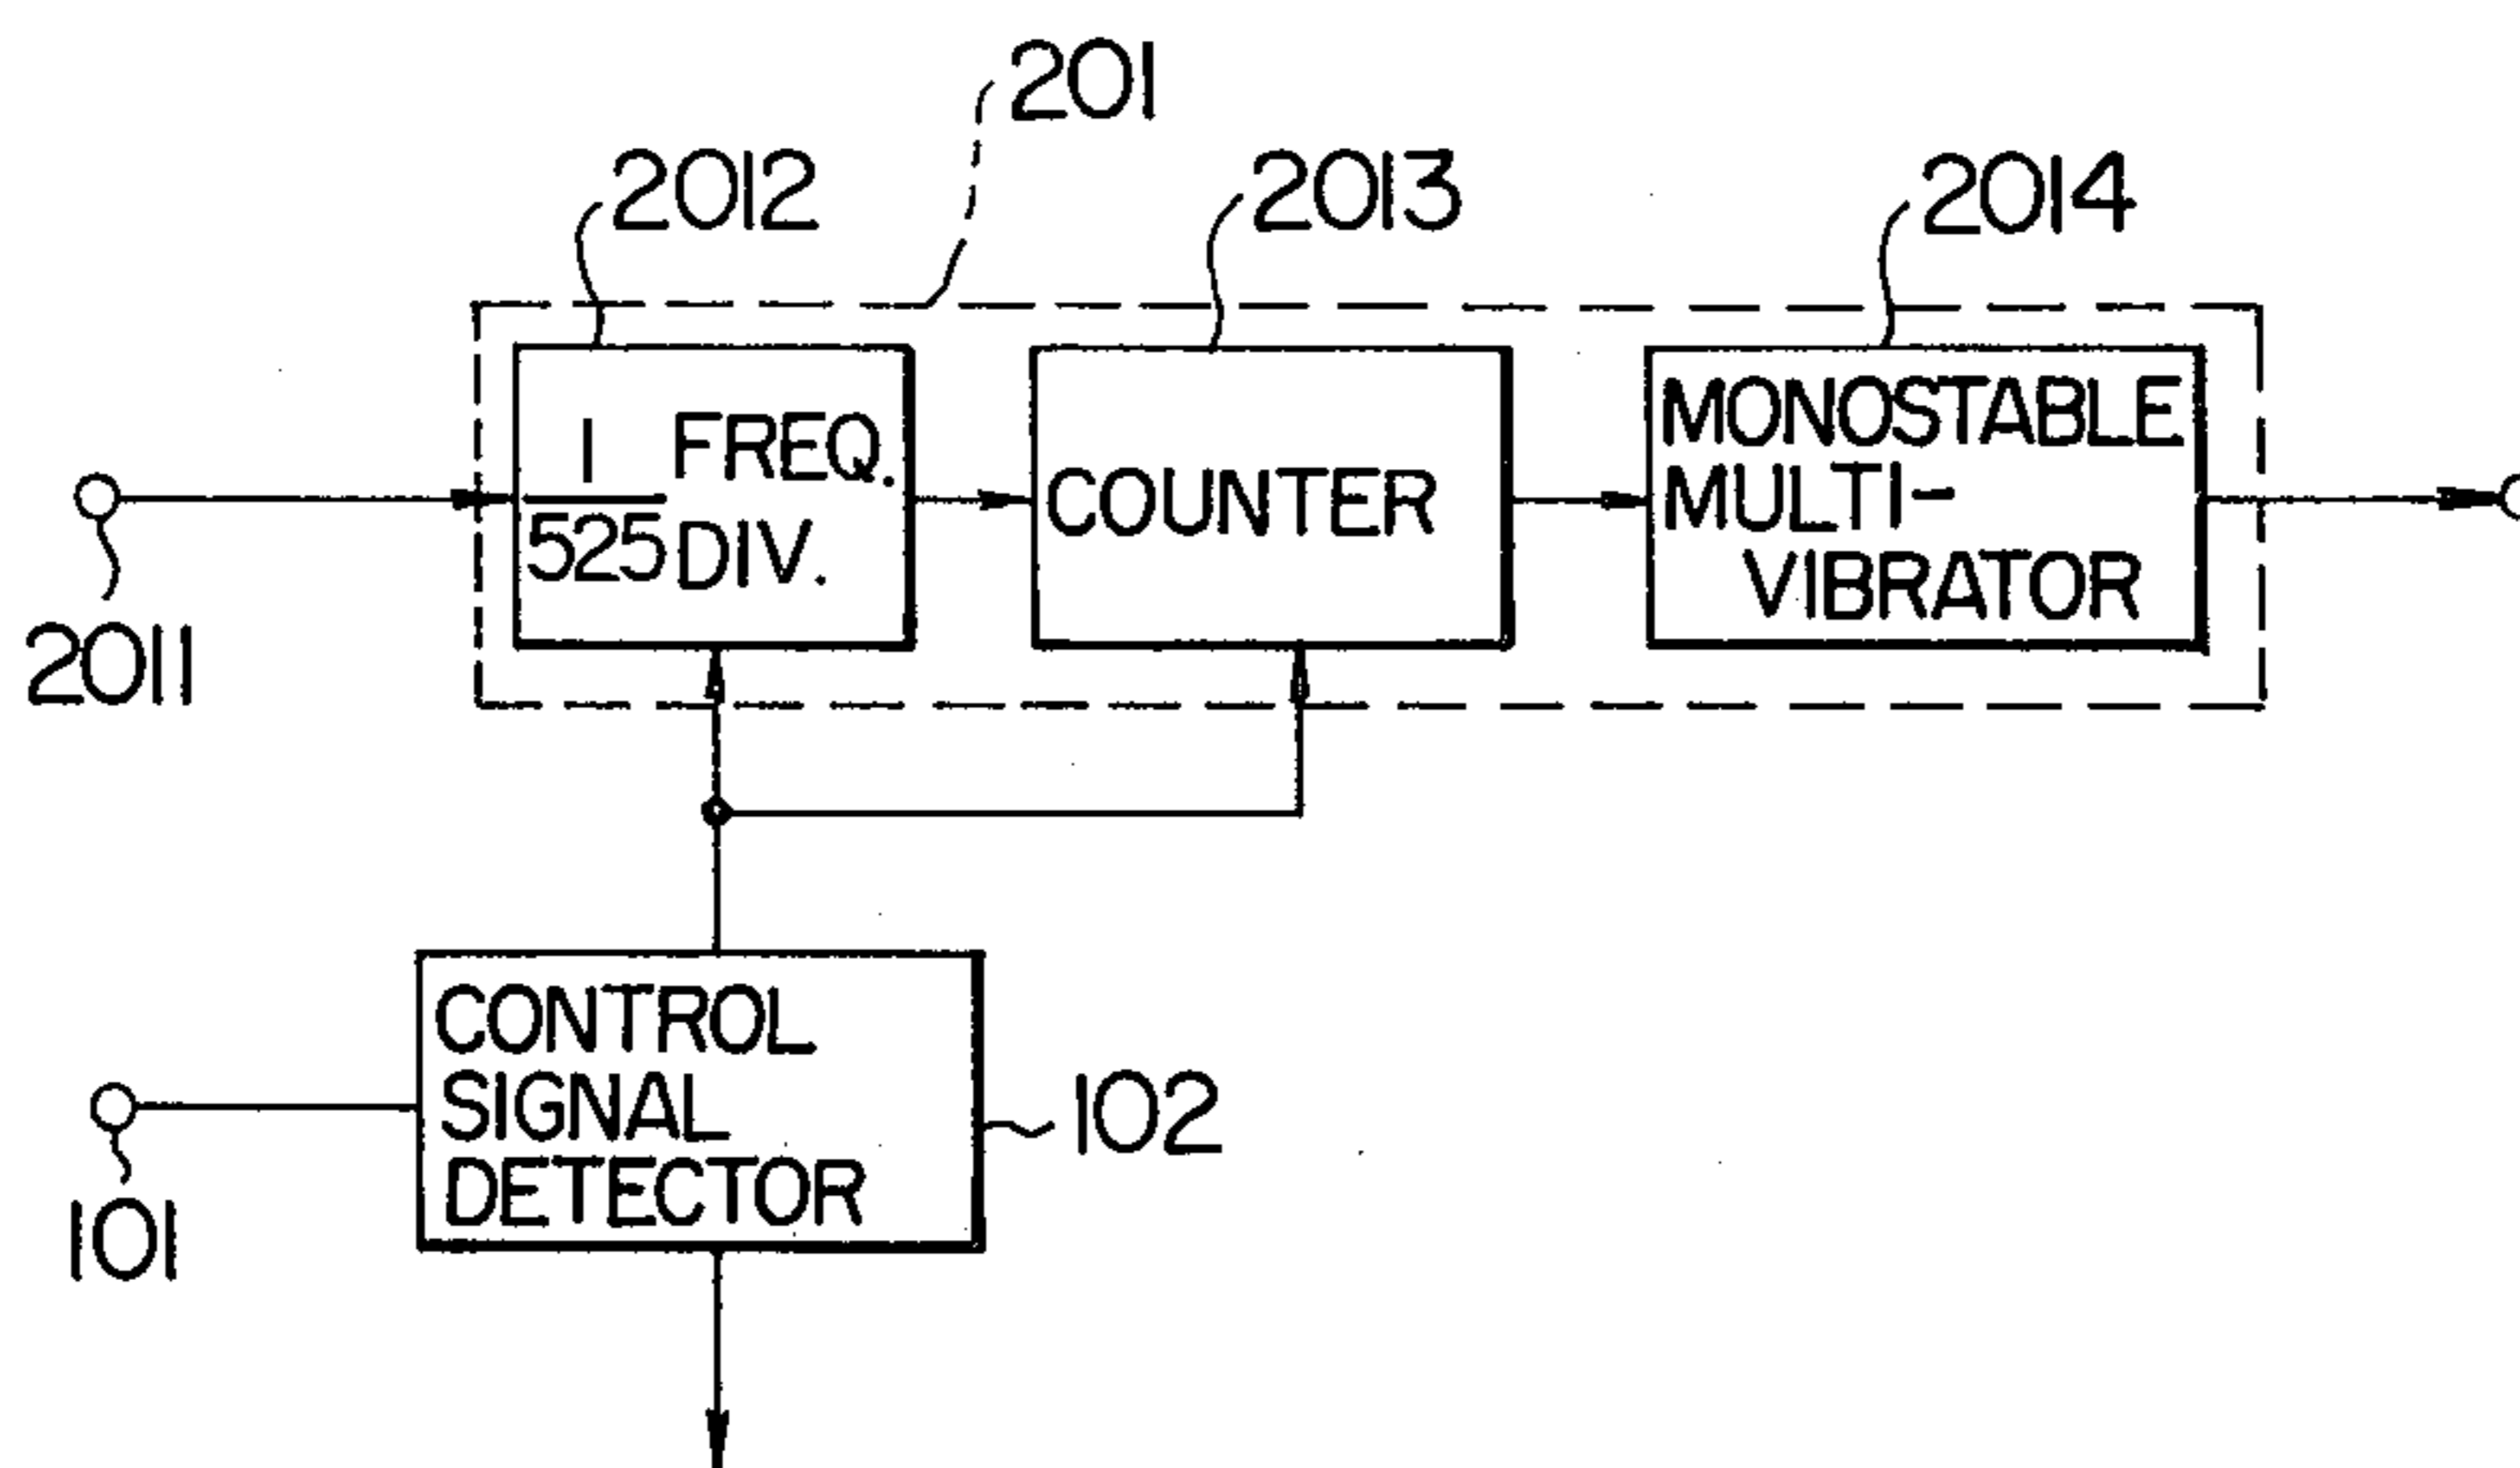 201
2012
2013
2014
1 FREQ.
525 DIV.
COUNTER
MONOSTABLE
MULTI-
VIBRATOR
2011
CONTROL
SIGNAL
DETECTOR
102
101